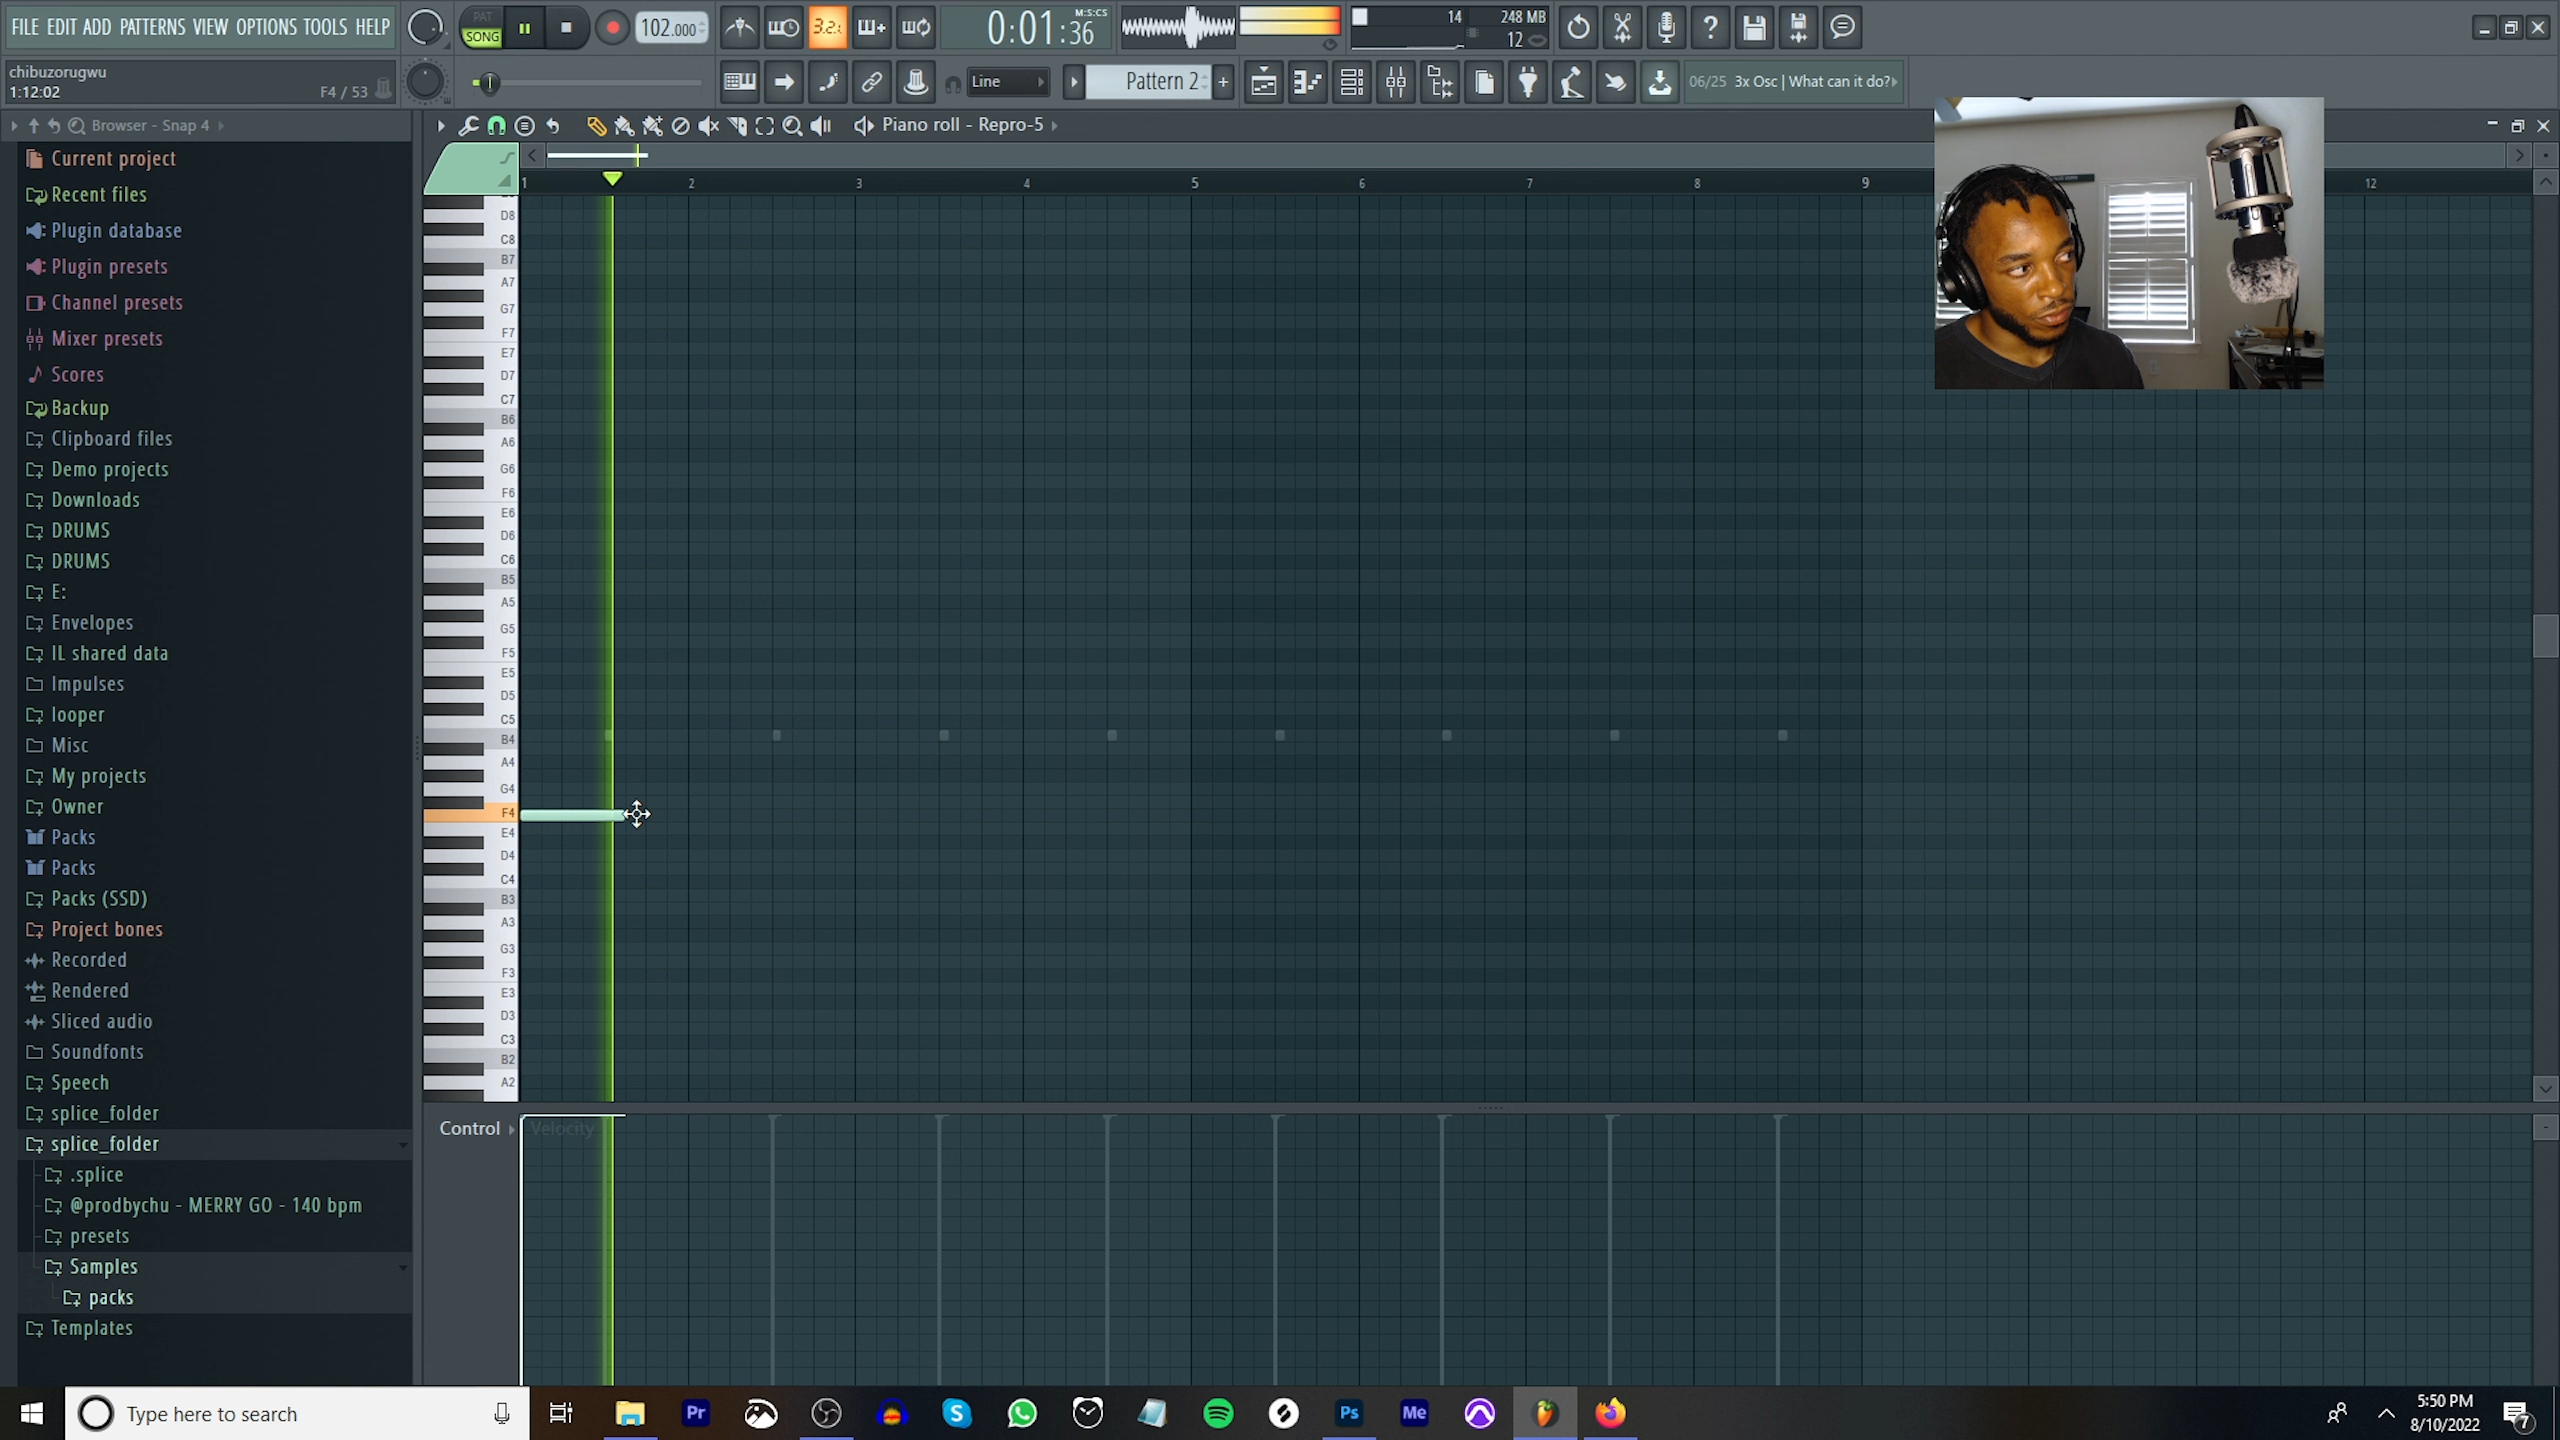 FILE EDIT ADD PATTERNS VIEW OPTIONS TOOLS HELP
PAT
SONG
102.000
3.2.
0:01:36
M:S:CS
14
248 MB
12
chibuzorugwu
1:12:02
F4 / 53
Line
Pattern 2
06/25 3x Osc | What can it do?
Browser - Snap 4
Piano roll - Repro-5
Current project
Recent files
Plugin database
Plugin presets
Channel presets
Mixer presets
Scores
Backup
Clipboard files
Demo projects
Downloads
DRUMS
DRUMS
E:
Envelopes
IL shared data
Impulses
looper
Misc
My projects
Owner
Packs
Packs
Packs (SSD)
Project bones
Recorded
Rendered
Sliced audio
Soundfonts
Speech
splice_folder
splice_folder
.splice
@prodbychu - MERRY GO - 140 bpm
presets
Samples
packs
Templates
1 2 3 4 5 6 7 8 9 12
D8
C8
B7
A7
G7
F7
E7
D7
C7
B6
A6
G6
F6
E6
D6
C6
B5
A5
G5
F5
E5
D5
C5
B4
A4
G4
F4
E4
D4
C4
B3
A3
G3
F3
E3
D3
C3
B2
A2
Control
Velocity
Type here to search
Pr
Ps
Me
5:50 PM
8/10/2022
7